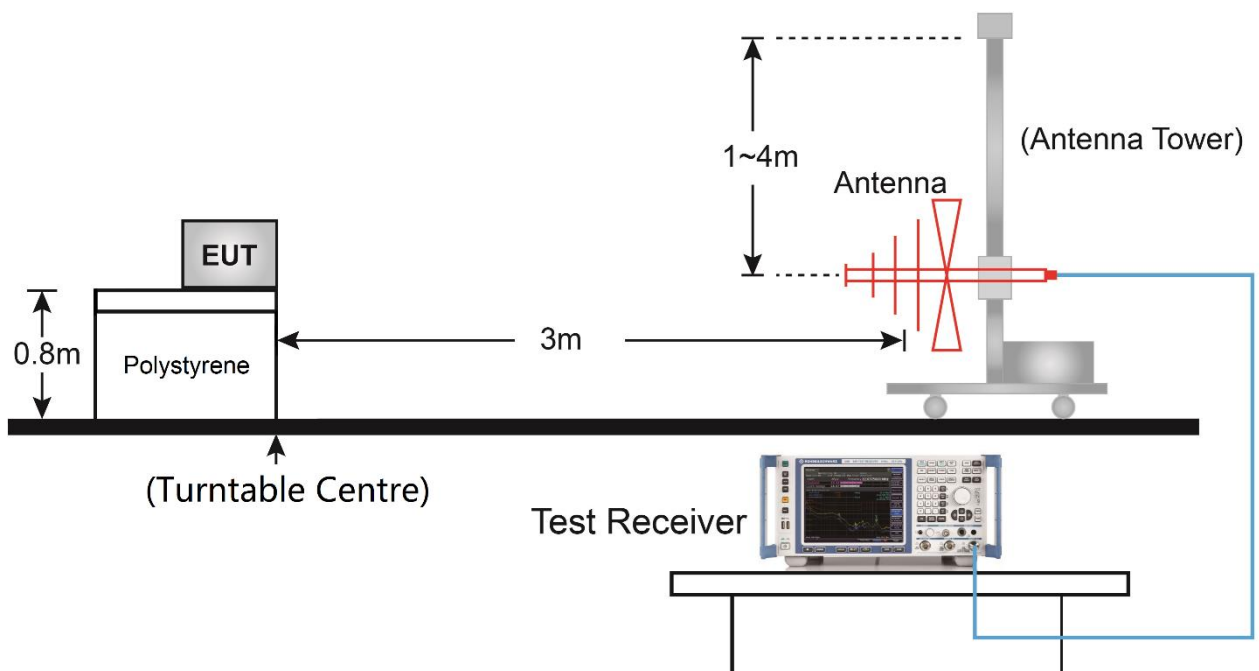 1~4m
(Antenna Tower)
Antenna
EUT
0.8m
Polystyrene
3m
(Turntable Centre)
Test Receiver